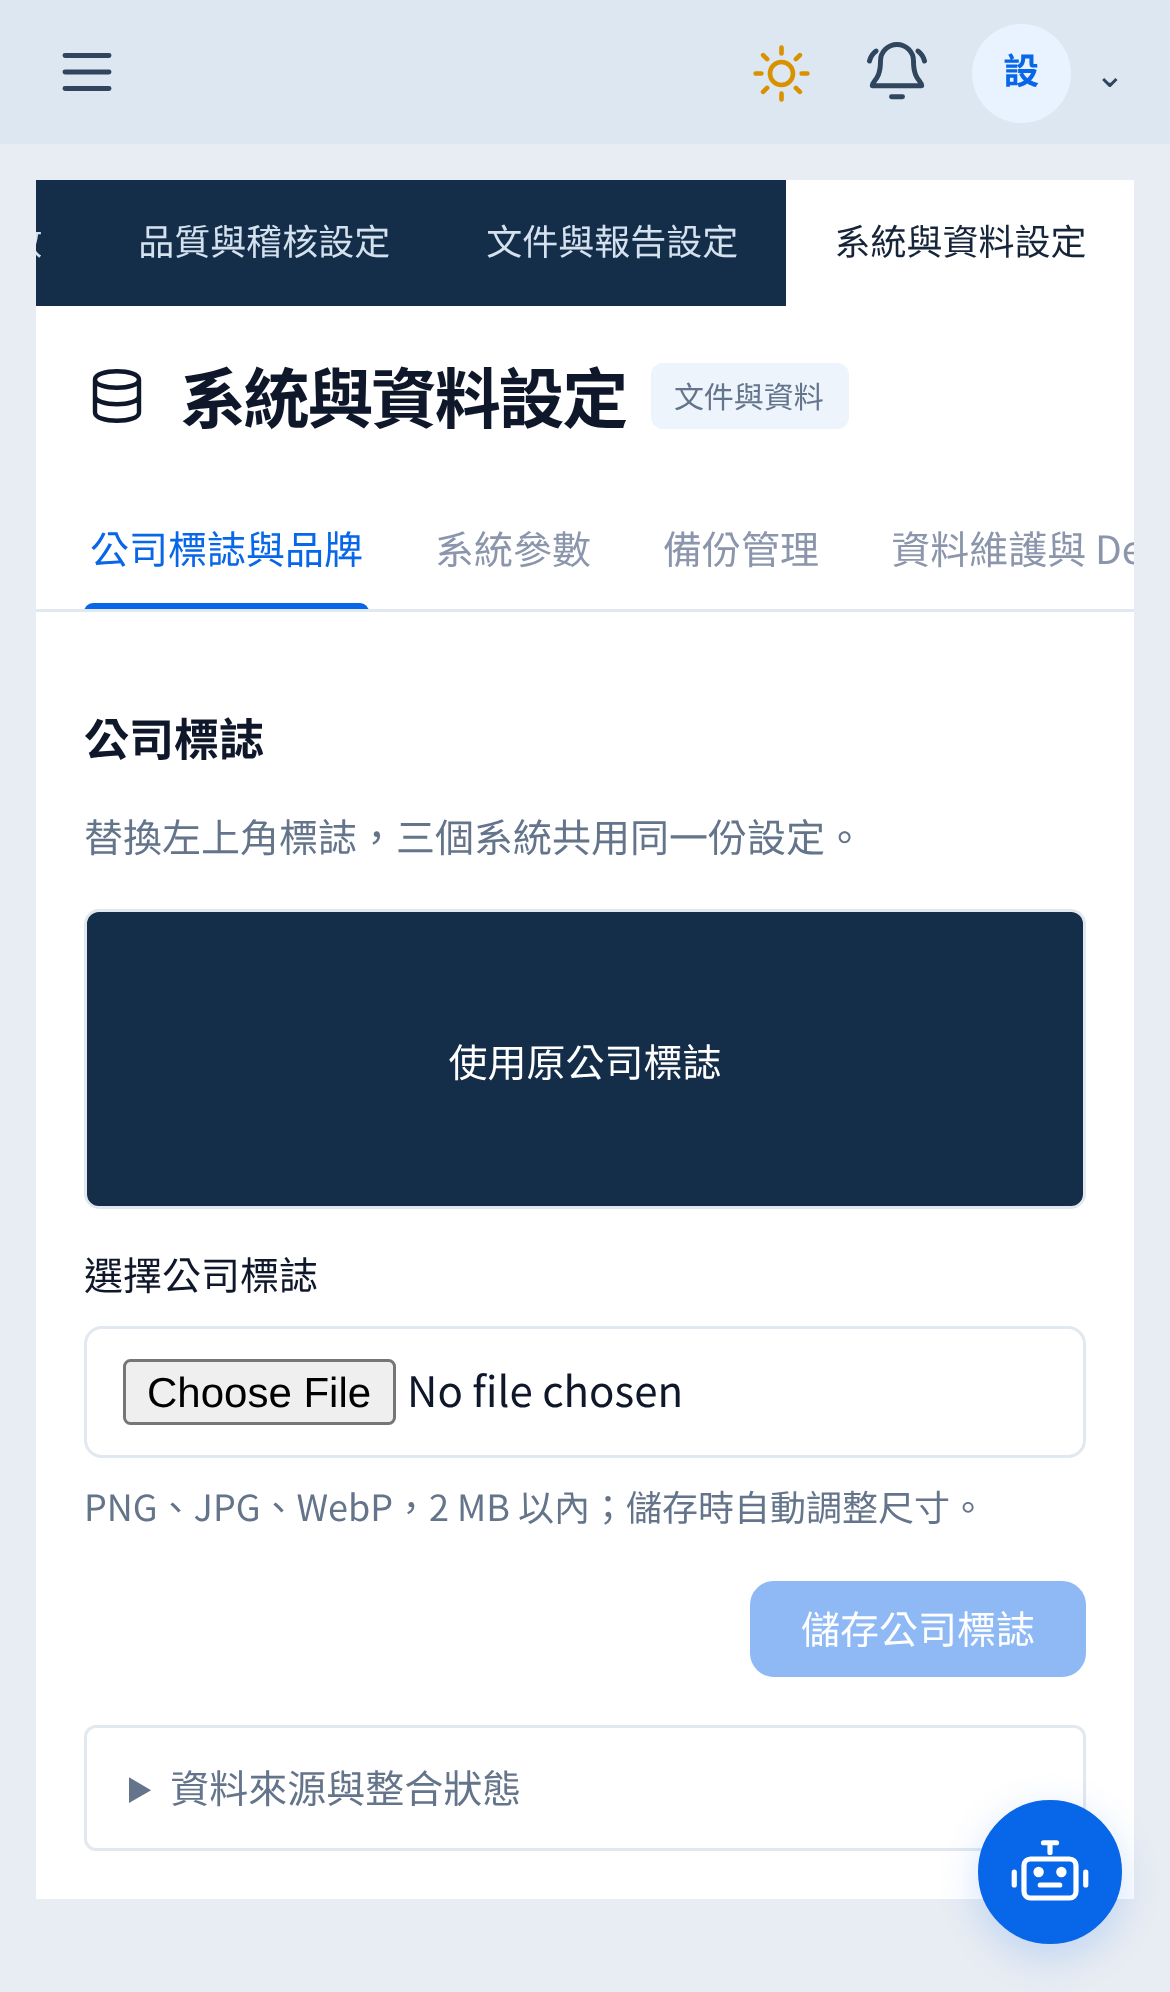 設
品質與稽核設定
文件與報告設定
系統與資料設定
系統與資料設定
文件與資料
公司標誌與品牌
系統參數
備份管理
資料維護與
公司標誌
替換左上角標誌，三個系統共用同一份設定。
使用原公司標誌
選擇公司標誌
Choose File No file chosen
PNG、JPG、WebP，2 MB 以內；儲存時自動調整尺寸。
儲存公司標誌
資料來源與整合狀態